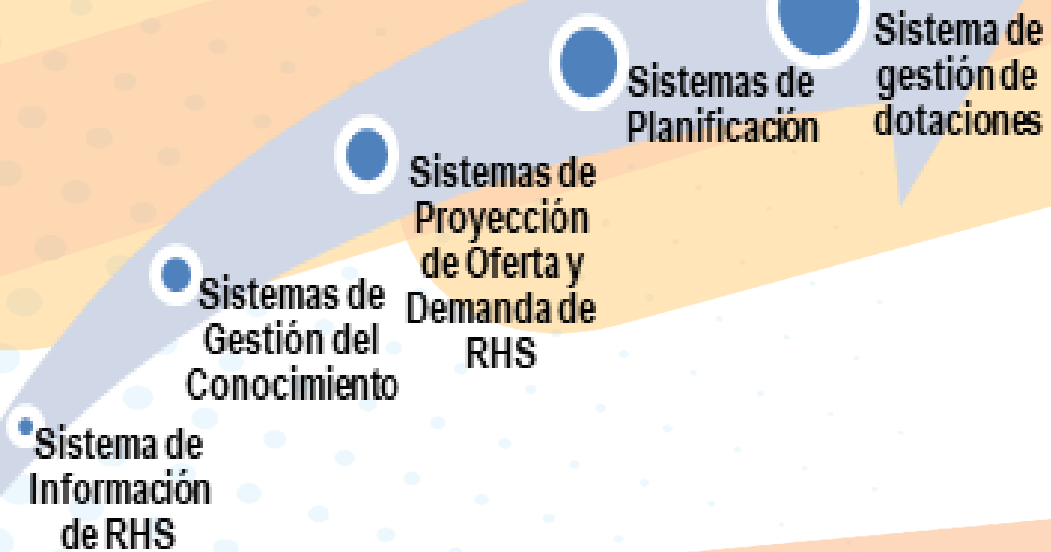 Sistema de
Información
de RHS
Sistemas de
Gestión del
Conocimiento
Sistemas de
Proyección
de Oferta y
Demanda de
RHS
Sistemas de
Planificación
Sistema de
gestión de
dotaciones